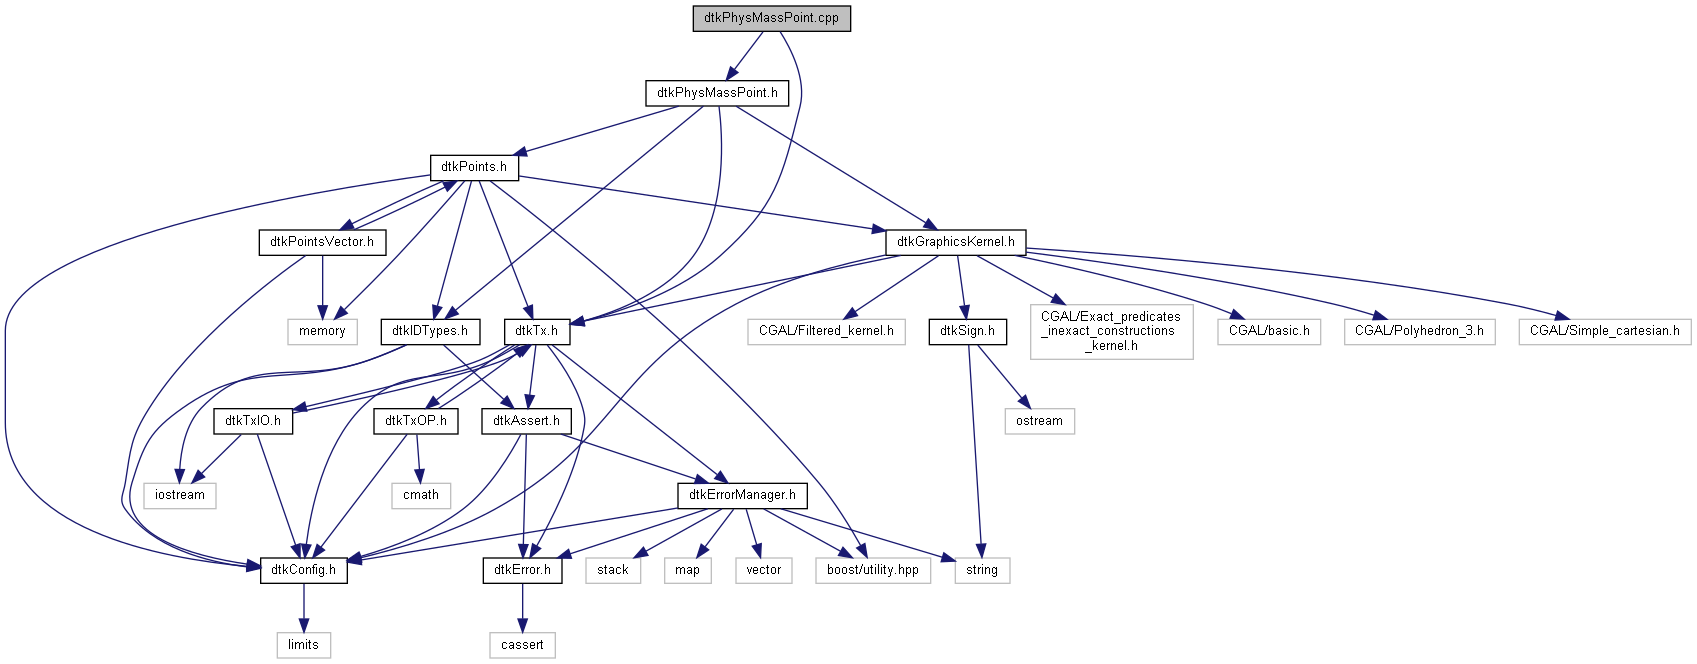 dtkPhysMassPoint.cpp
dtkPhysMassPoint.h
dtkPoints.h
dtkPointsVector.h
dtkGraphicsKernel.h
memory
dtkIDTypes.h
dtkTx.h
CGAL/Filtered_kernel.h
dtkSign.h
CGAL/Exact_predicates
_inexact_constructions
_kernel.h
CGAL/basic.h
CGAL/Polyhedron_3.h
CGAL/Simple_cartesian.h
dtkTxIO.h
dtkTxOP.h
dtkAssert.h
ostream
iostream
cmath
dtkErrorManager.h
dtkConfig.h
dtkError.h
stack
map
vector
boost/utility.hpp
string
limits
cassert